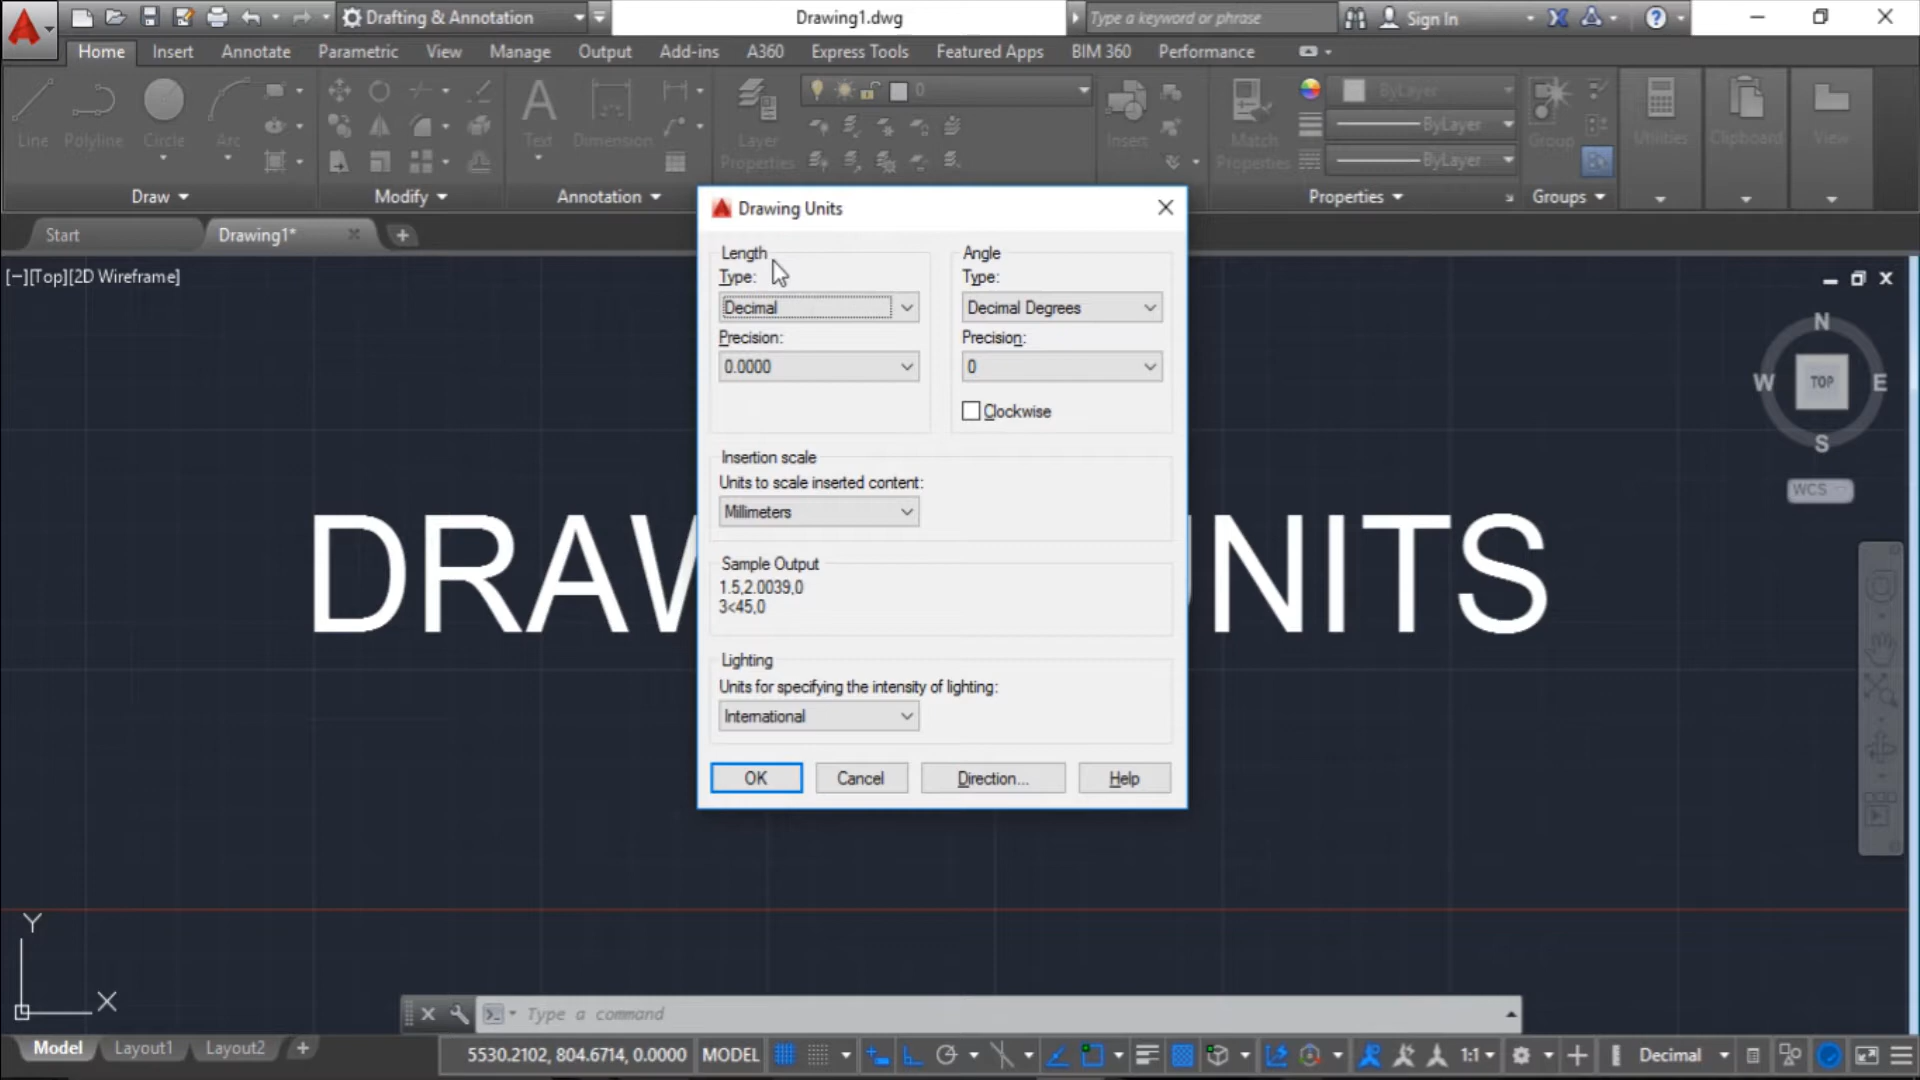 Drafting & Annotation
Drawing1.dwg
Type a keyword or phrase
Sign In
Home Insert Annotate Parametric View Manage Output Add-ins A360 Express Tools Featured Apps BIM 360 Performance
Line Polyline Circle Arc Text Dimension Layer Properties 0 Insert Match Properties ByLayer Group Utilities Clipboard View
ByLayer
ByLayer
Draw Modify Annotation Properties Groups
Start Drawing1*
[−][Top][2D Wireframe]
Drawing Units
Length
Type:
Decimal
Precision:
0.0000
Angle
Type:
Decimal Degrees
Precision:
0
Clockwise
Insertion scale
Units to scale inserted content:
Millimeters
Sample Output
1.5,2.0039,0
3<45,0
Lighting
Units for specifying the intensity of lighting:
International
OK Cancel Direction... Help
DRAW UNITS
N
W TOP E
S
WCS
Y
X
Type a command
Model Layout1 Layout2
5530.2102, 804.6714, 0.0000 MODEL 1:1 Decimal